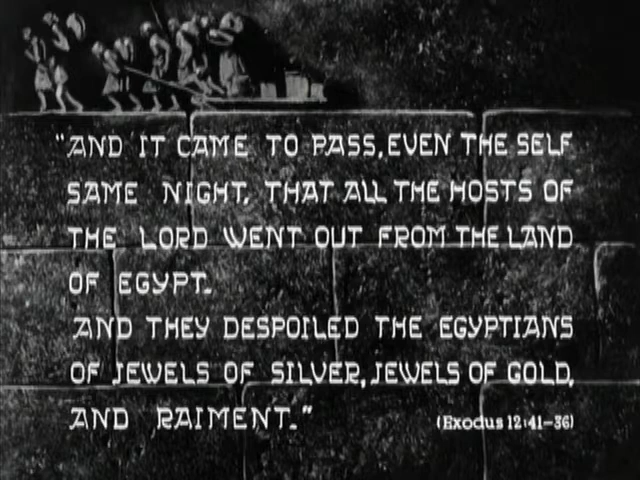 "AND IT CAME TO PASS, EVEN THE SELF
SAME NIGHT, THAT ALL THE HOSTS OF
THE LORD WENT OUT FROM THE LAND
OF EGYPT.
AND THEY DESPOILED THE EGYPTIANS
OF JEWELS OF SILVER, JEWELS OF GOLD,
AND RAIMENT."
(Exodus 12:41-36)